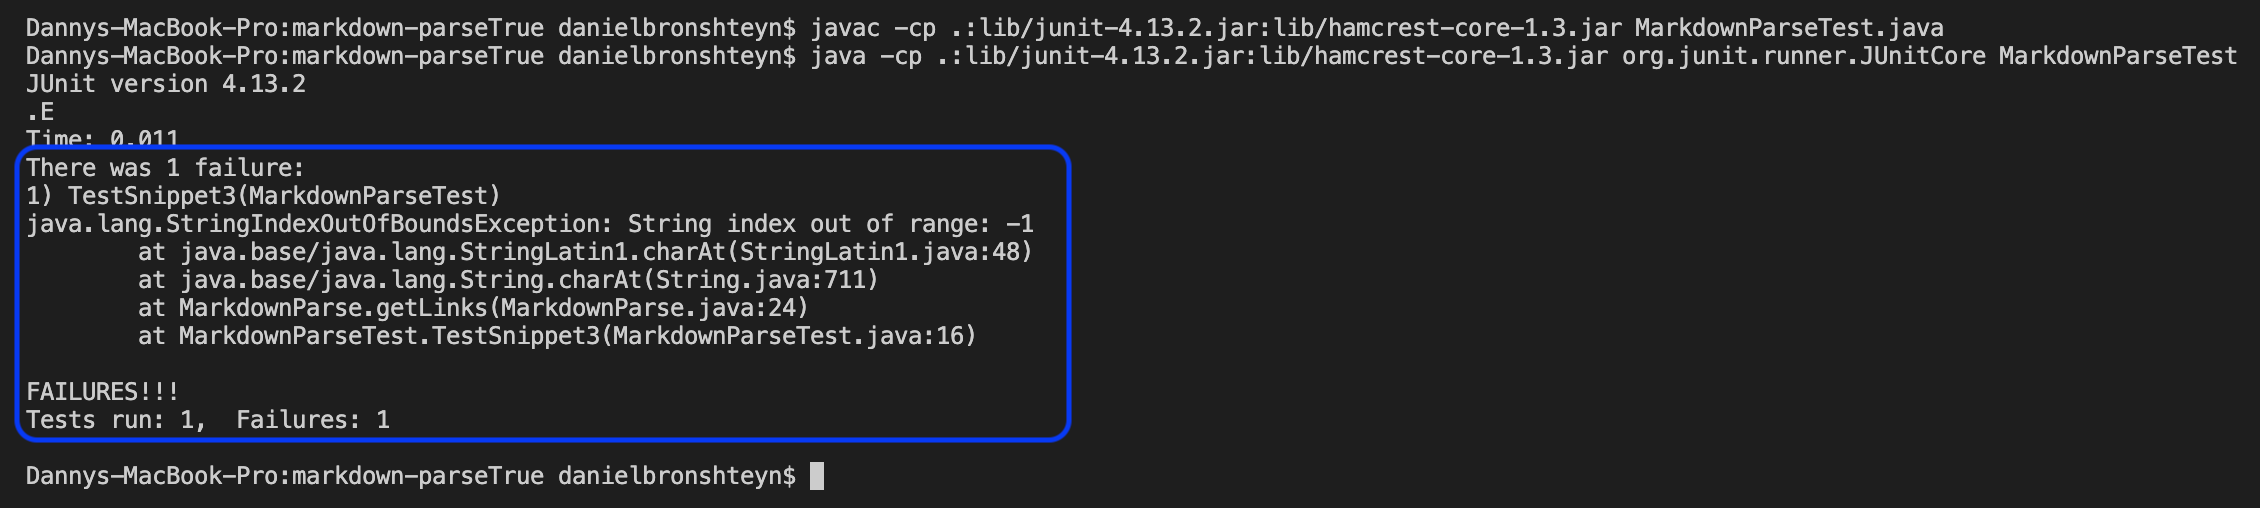 Dannys-MacBook-Pro:markdown-parseTrue danielbronshteyn$ javac -cp .:lib/junit-4.13.2.jar:lib/hamcrest-core-1.3.jar MarkdownParseTest.java
Dannys-MacBook-Pro:markdown-parseTrue danielbronshteyn$ java -cp .:lib/junit-4.13.2.jar:lib/hamcrest-core-1.3.jar org.junit.runner.JUnitCore MarkdownParseTest
JUnit version 4.13.2
.E
Time: 0.011
There was 1 failure:
1) TestSnippet3(MarkdownParseTest)
java.lang.StringIndexOutOfBoundsException: String index out of range: -1
        at java.base/java.lang.StringLatin1.charAt(StringLatin1.java:48)
        at java.base/java.lang.String.charAt(String.java:711)
        at MarkdownParse.getLinks(MarkdownParse.java:24)
        at MarkdownParseTest.TestSnippet3(MarkdownParseTest.java:16)
FAILURES!!!
Tests run: 1,  Failures: 1
Dannys-MacBook-Pro:markdown-parseTrue danielbronshteyn$